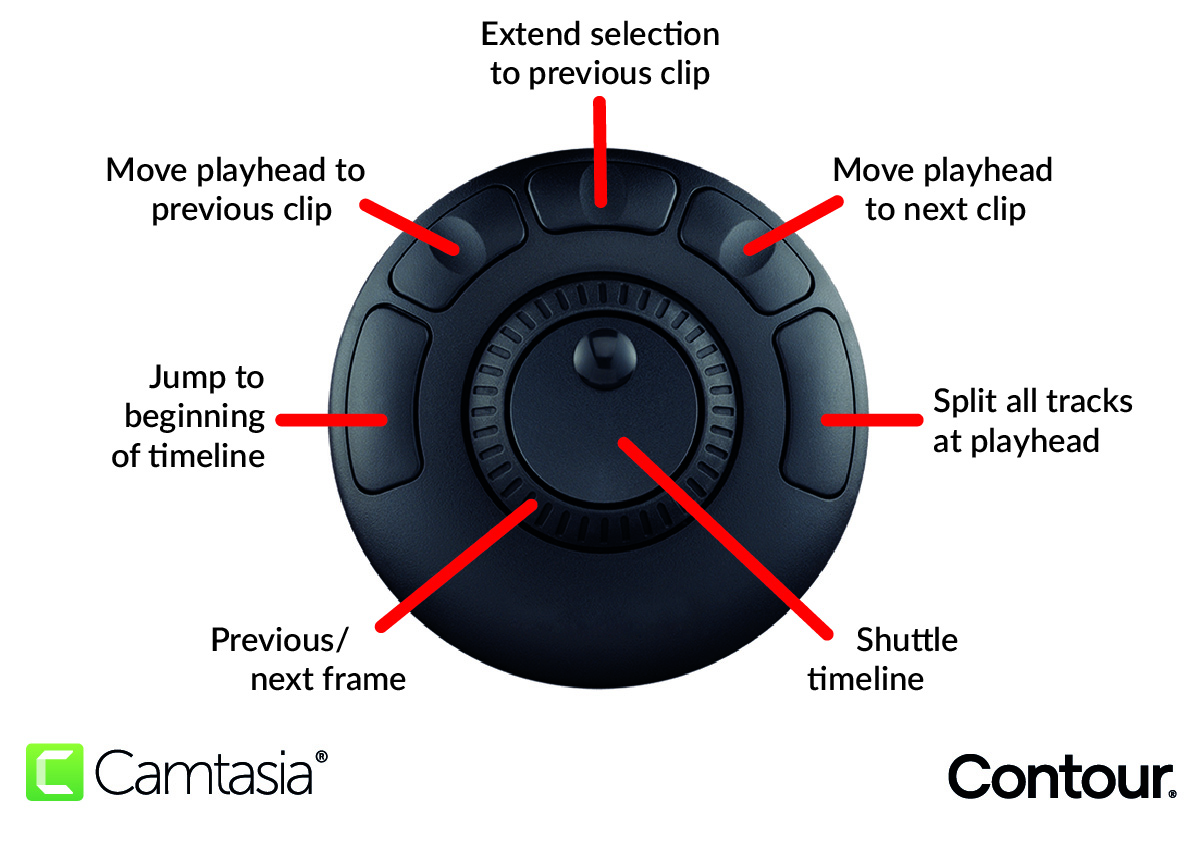 Extend selection
to previous clip
Move playhead to
previous clip
Move playhead
to next clip
Jump to
beginning
of timeline
Split all tracks
at playhead
Previous/
next frame
Shuttle
timeline
Camtasia®
Contour®